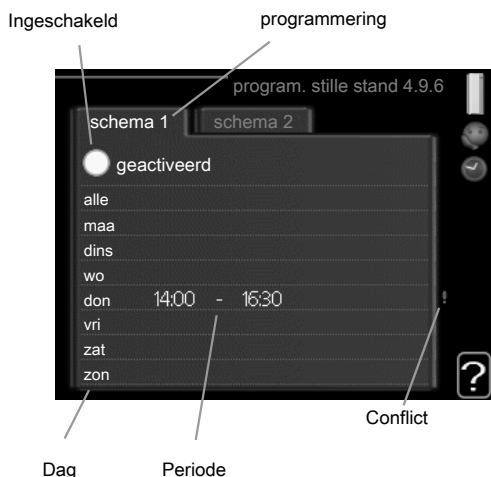 Ingeschakeld
programmering
program. stille stand 4.9.6
schema 1
schema 2
geactiveerd
alle
maa
dins
wo
don 14:00 - 16:30 !
vri
zat
zon
?
Conflict
Dag
Periode